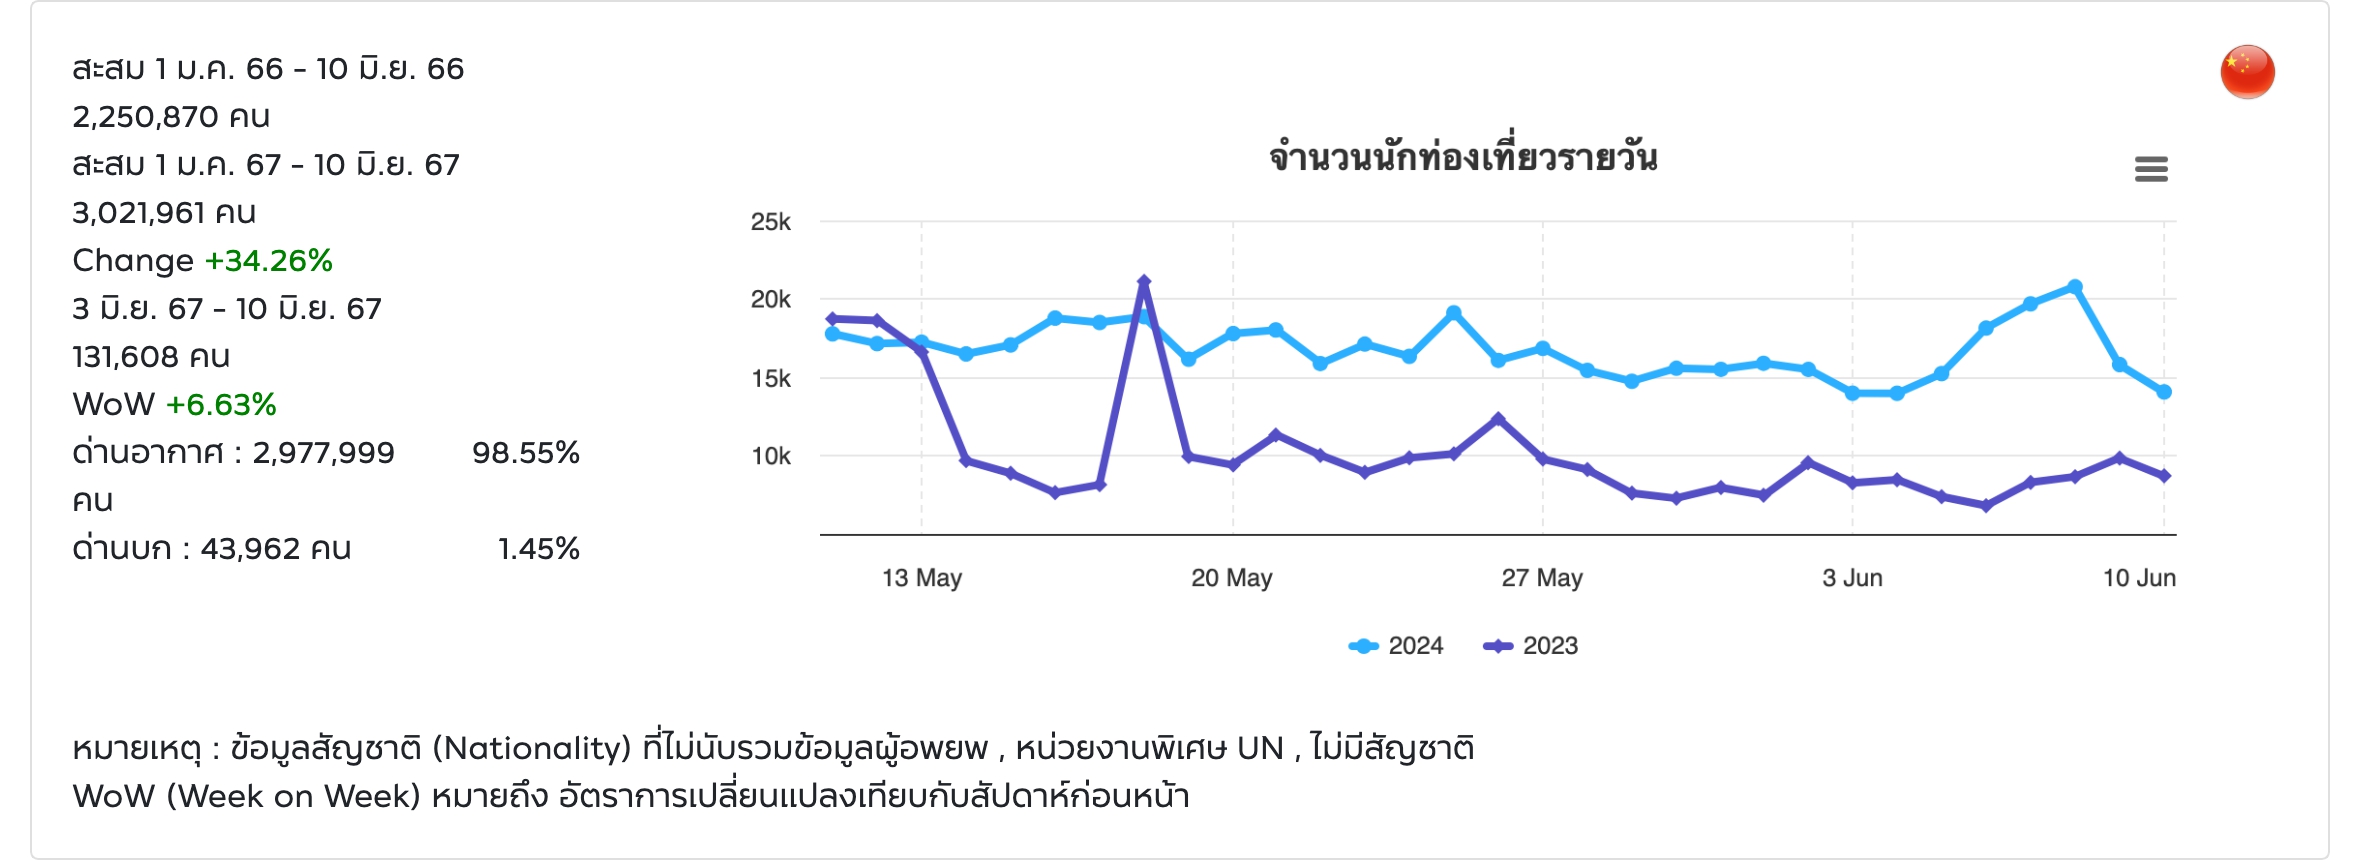 สะสม 1 ม.ค. 66 - 10 มิ.ย. 66
2,250,870 คน
สะสม 1 ม.ค. 67 - 10 มิ.ย. 67
3,021,961 คน
Change +34.26%
3 มิ.ย. 67 - 10 มิ.ย. 67
131,608 คน
WoW +6.63%
ด่านอากาศ : 2,977,999 98.55%
คน
ด่านบก : 43,962 คน 1.45%
จำนวนนักท่องเที่ยวรายวัน
25k
20k
15k
10k
13 May 20 May 27 May 3 Jun 10 Jun
2024 2023
หมายเหตุ : ข้อมูลสัญชาติ (Nationality) ที่ไม่นับรวมข้อมูลผู้อพยพ , หน่วยงานพิเศษ UN , ไม่มีสัญชาติ
WoW (Week on Week) หมายถึง อัตราการเปลี่ยนแปลงเทียบกับสัปดาห์ก่อนหน้า